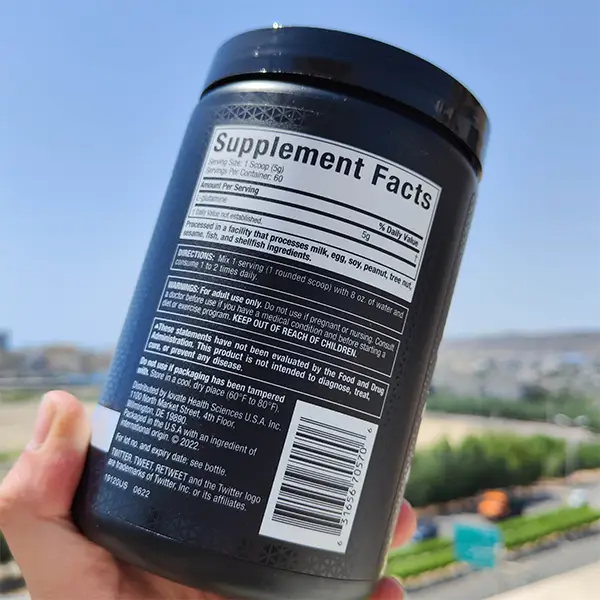 Supplement Facts
Serving Size: 1 Scoop (5g)
Servings Per Container: 60
Amount Per Serving % Daily Value
L-glutamine 5g †
† Daily Value not established.
Processed in a facility that processes milk, egg, soy, peanut, tree nut,
sesame, fish, and shellfish ingredients.
DIRECTIONS: Mix 1 serving (1 rounded scoop) with 8 oz. of water and
consume 1 to 2 times daily.
WARNINGS: For adult use only. Do not use if pregnant or nursing. Consult
a doctor before use if you have a medical condition and before starting a
diet or exercise program. KEEP OUT OF REACH OF CHILDREN.
▲These statements have not been evaluated by the Food and Drug
Administration. This product is not intended to diagnose, treat,
cure, or prevent any disease.
Do not use if packaging has been tampered
with. Store in a cool, dry place (60°F to 80°F).
Distributed by Iovate Health Sciences U.S.A. Inc.
1100 North Market Street, 4th Floor,
Wilmington, DE 19890.
Packaged in the U.S.A with an ingredient of
International origin. © 2022.
For lot no. and expiry date: see bottle.
TWITTER, TWEET, RETWEET and the Twitter logo
are trademarks of Twitter, Inc. or its affiliates.
19120US 0622
6 31656 70570 6